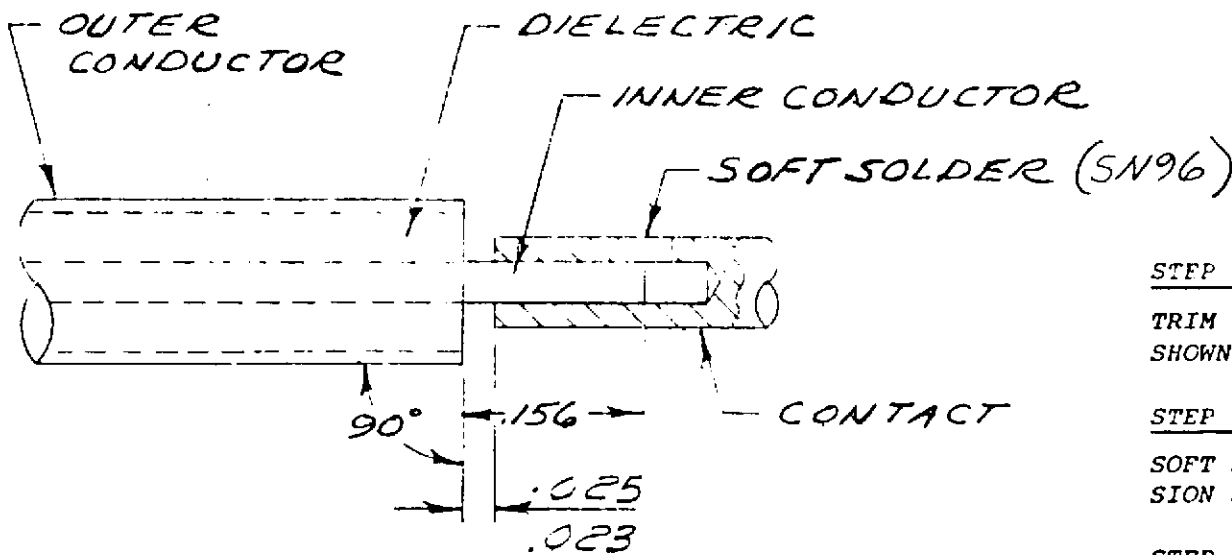 OUTER
CONDUCTOR
DIELECTRIC
INNER CONDUCTOR
SOFT SOLDER (SN96)
CONTACT
90°
.156
.025
.023
STEP
TRIM
SHOWN
STEP
SOFT
SION
STEP